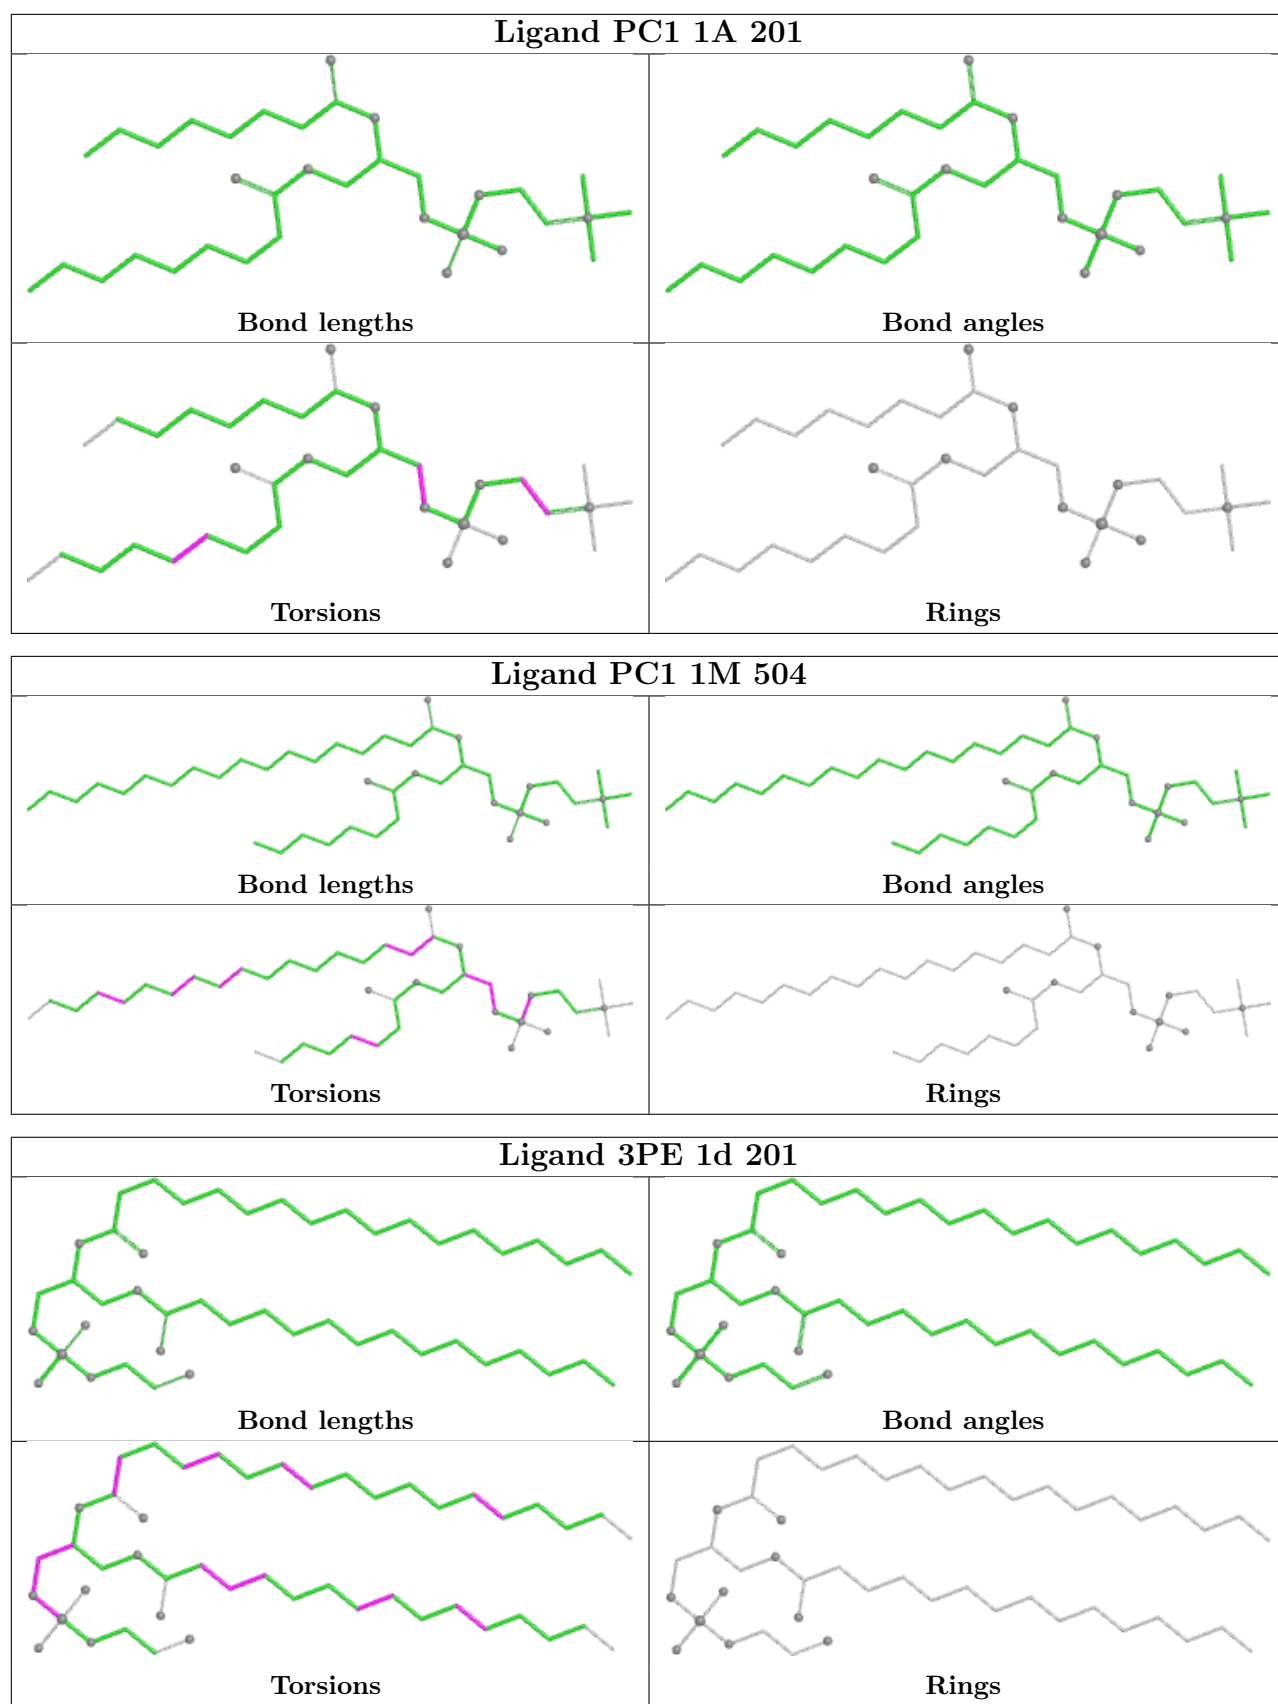 Ligand PC1 1A 201
Bond lengths
Bond angles
Torsions
Rings
Ligand PC1 1M 504
Bond lengths
Bond angles
Torsions
Rings
Ligand 3PE 1d 201
Bond lengths
Bond angles
Torsions
Rings